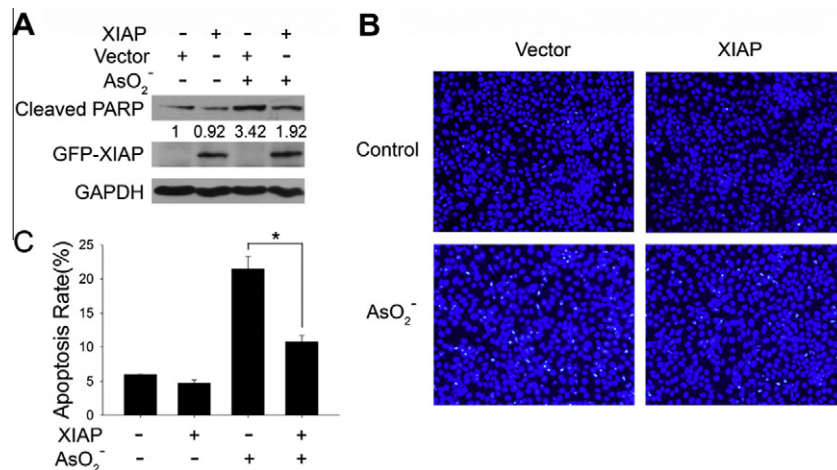 A
XIAP - + - +
Vector + - + -
AsO₂⁻ - - + +
Cleaved PARP
1 0.92 3.42 1.92
GFP-XIAP
GAPDH
B
Vector XIAP
Control
AsO₂⁻
C
Apoptosis Rate(%)
25
20
15
10
5
0
*
XIAP - + - +
AsO₂⁻ - - + +